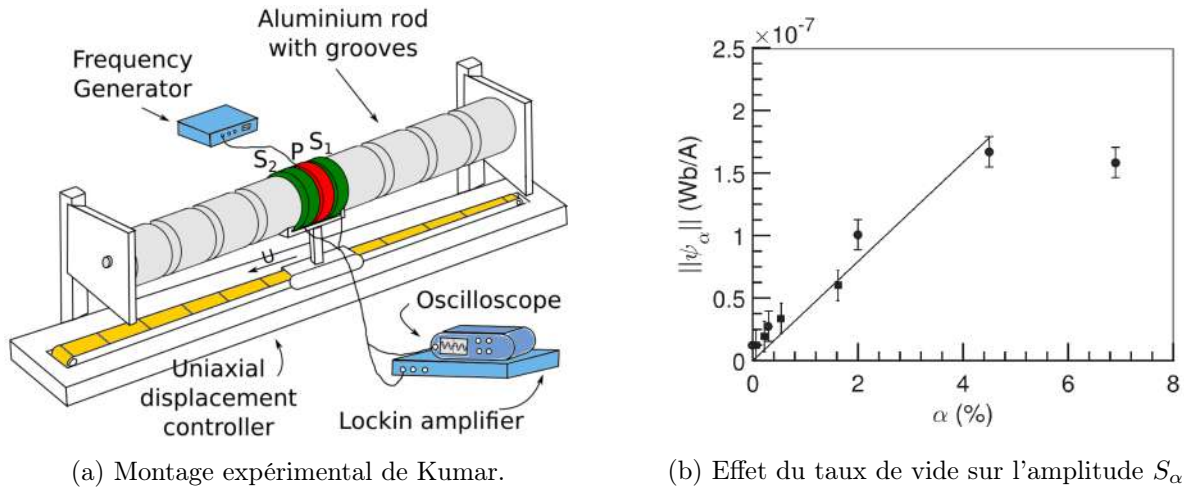 Frequency
Generator
Aluminium rod
with grooves
S₂
P
S₁
U
Oscilloscope
Uniaxial
displacement
controller
Lockin amplifier
(a) Montage expérimental de Kumar.
×10⁻⁷
2.5
2
1.5
1
0.5
0
||ψα|| (Wb/A)
0 2 4 6 8
α (%)
(b) Effet du taux de vide sur l'amplitude Sα